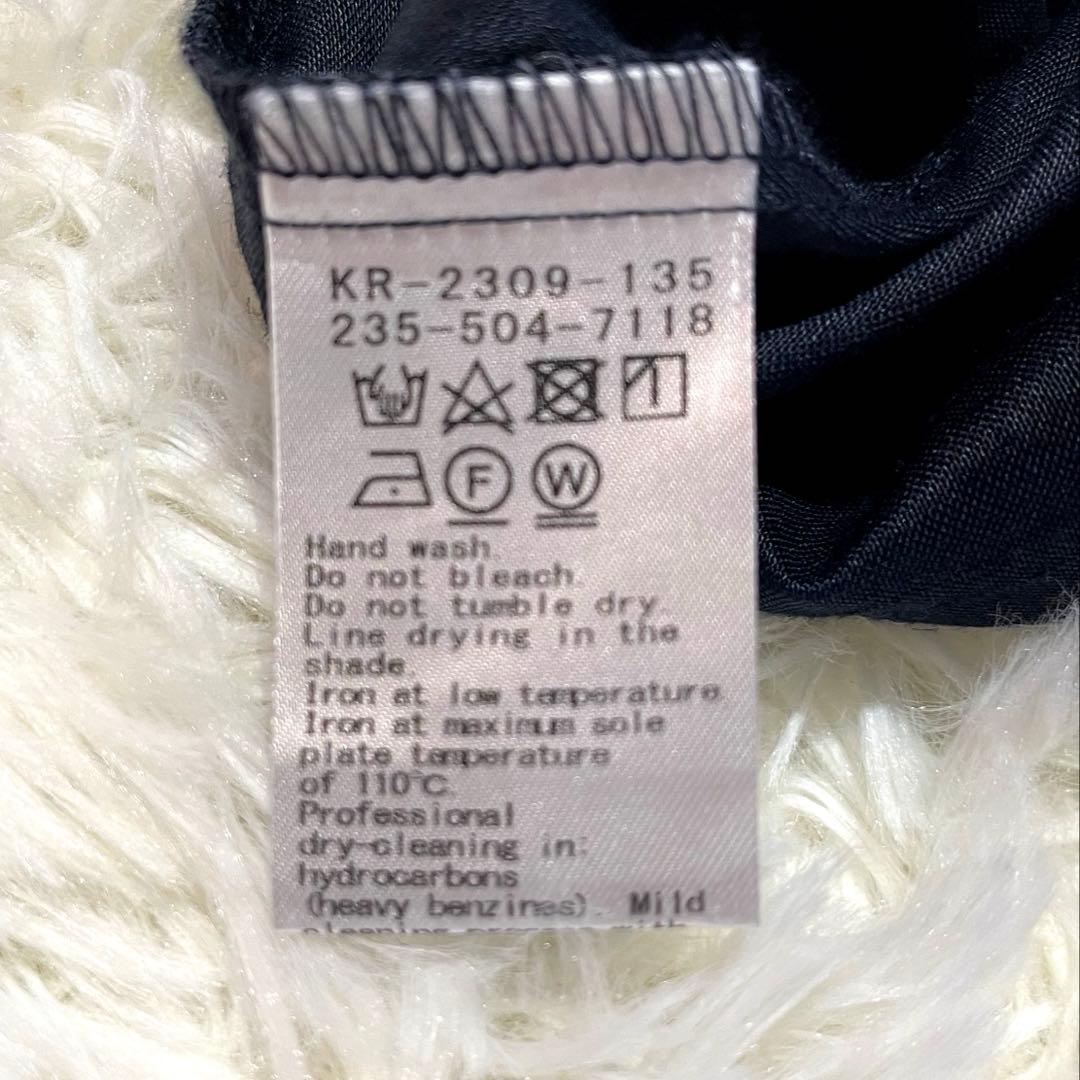 KR-2309-135
235-504-7118
F W
Hand wash.
Do not bleach.
Do not tumble dry.
Line drying in the
shade.
Iron at low temperature.
Iron at maximum sole
plate temperature
of 110℃.
Professional
dry-cleaning in:
hydrocarbons
(heavy benzines). Mild